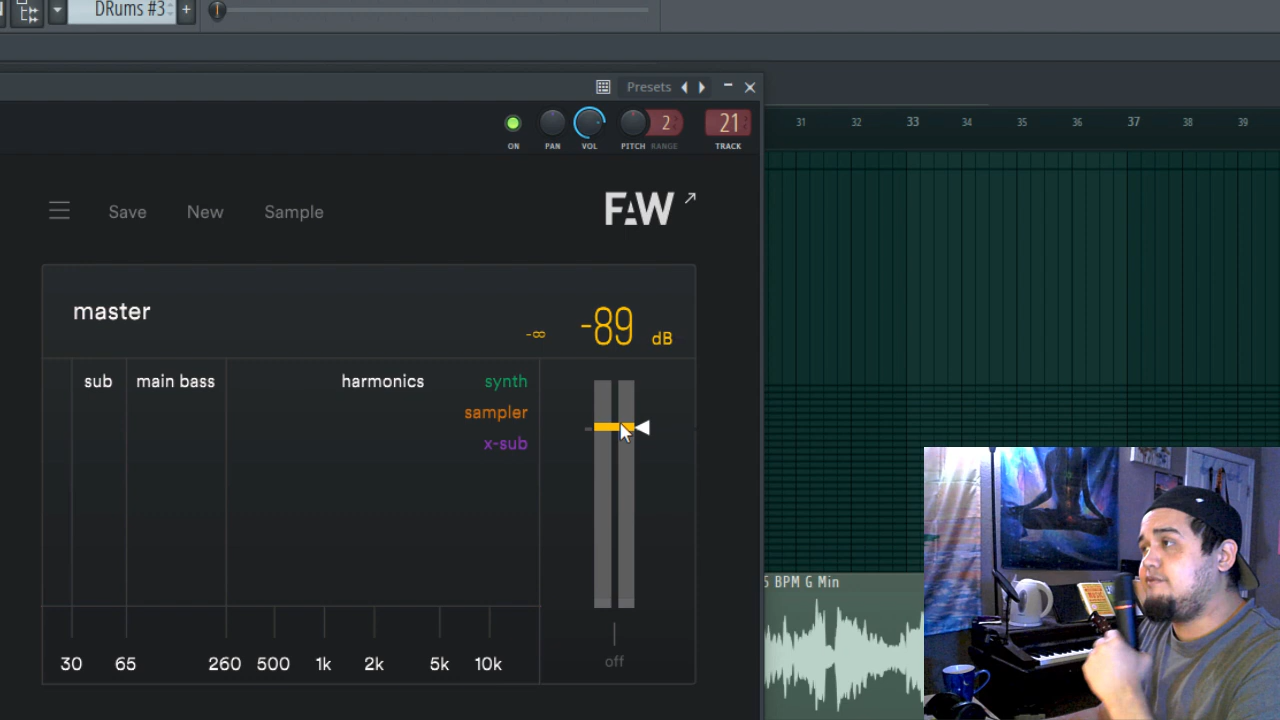 DRums #3
+
Presets
2
21
ON
PAN
VOL
PITCH RANGE
TRACK
31 32 33 34 35 36 37 38 39
Save New Sample
FAW
master
-∞
-89 dB
sub
main bass
harmonics
synth
sampler
x-sub
30 65 260 500 1k 2k 5k 10k
off
5 BPM G Min